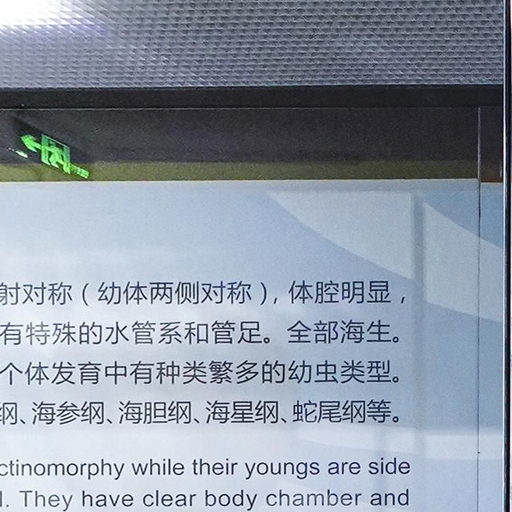 射对称（幼体两侧对称），体腔明显，
有特殊的水管系和管足。全部海生。
个体发育中有种类繁多的幼虫类型。
纲、海参纲、海胆纲、海星纲、蛇尾纲等。
ctinomorphy while their youngs are side
l. They have clear body chamber and